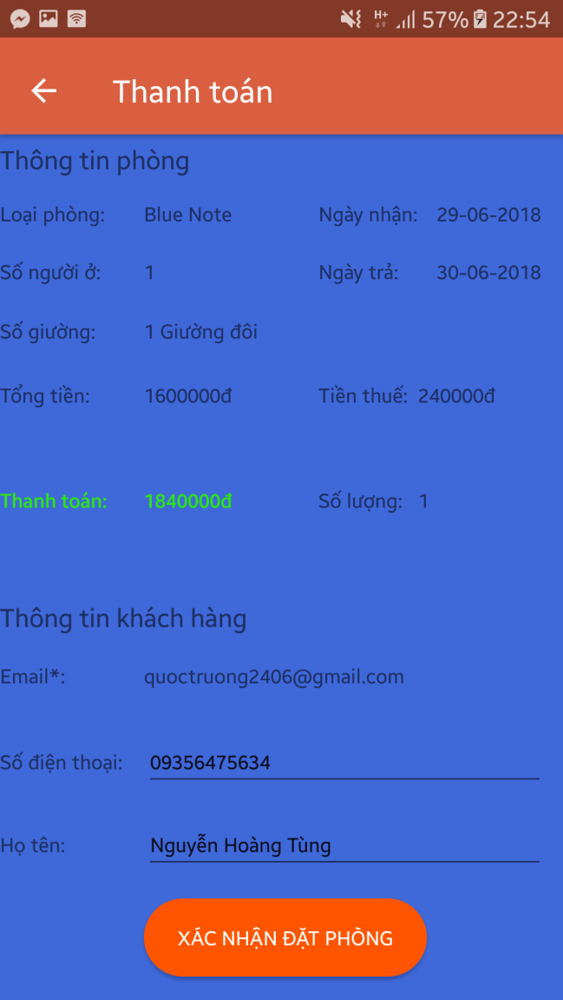 H+ 57% 22:54
Thanh toán
Thông tin phòng
Loại phòng: Blue Note Ngày nhận: 29-06-2018
Số người ở: 1 Ngày trả: 30-06-2018
Số giường: 1 Giường đôi
Tổng tiền: 1600000đ Tiền thuế: 240000đ
Thanh toán: 1840000đ Số lượng: 1
Thông tin khách hàng
Email*: quoctruong2406@gmail.com
Số điện thoại: 09356475634
Họ tên: Nguyễn Hoàng Tùng
XÁC NHẬN ĐẶT PHÒNG